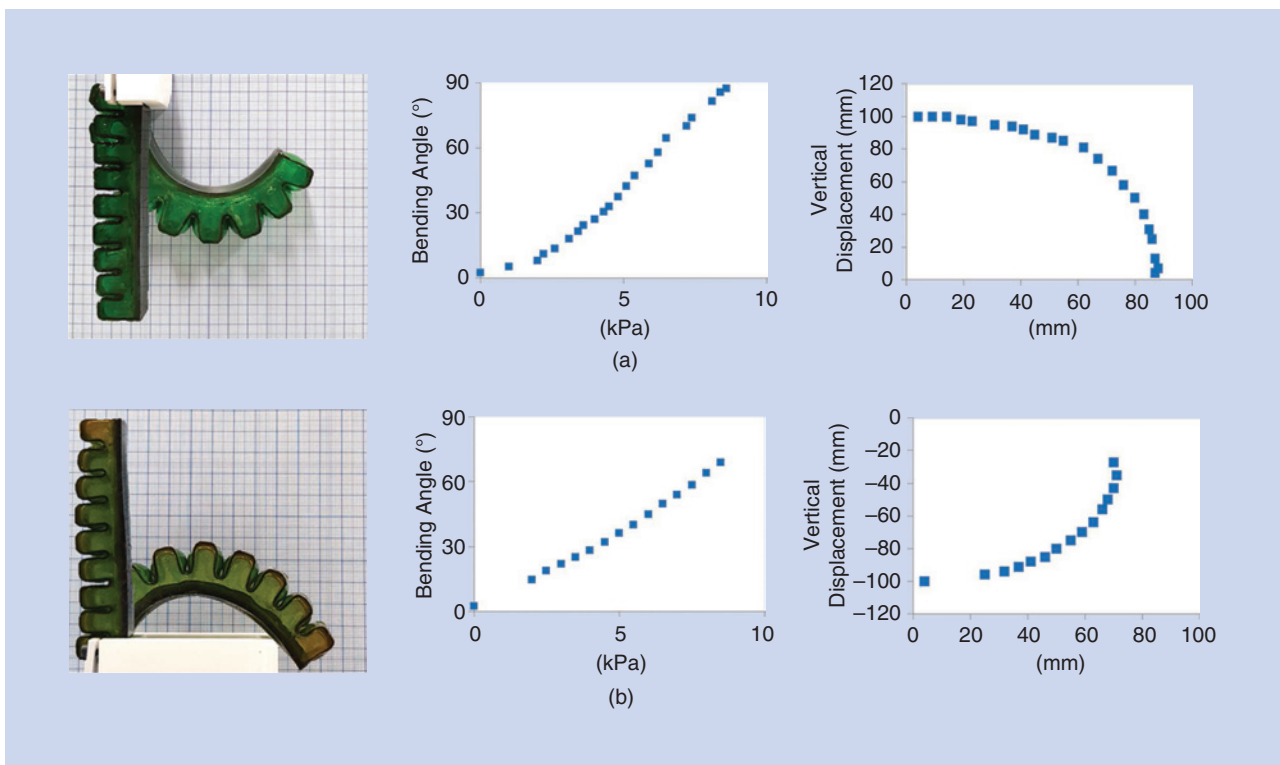 90
60
30
0
Bending Angle (°)
0 5 10
(kPa)
120
100
80
60
40
20
0
Vertical
Displacement (mm)
0 20 40 60 80 100
(mm)
(a)
90
60
30
0
Bending Angle (°)
0 5 10
(kPa)
0
–20
–40
–60
–80
–100
–120
Vertical
Displacement (mm)
0 20 40 60 80 100
(mm)
(b)